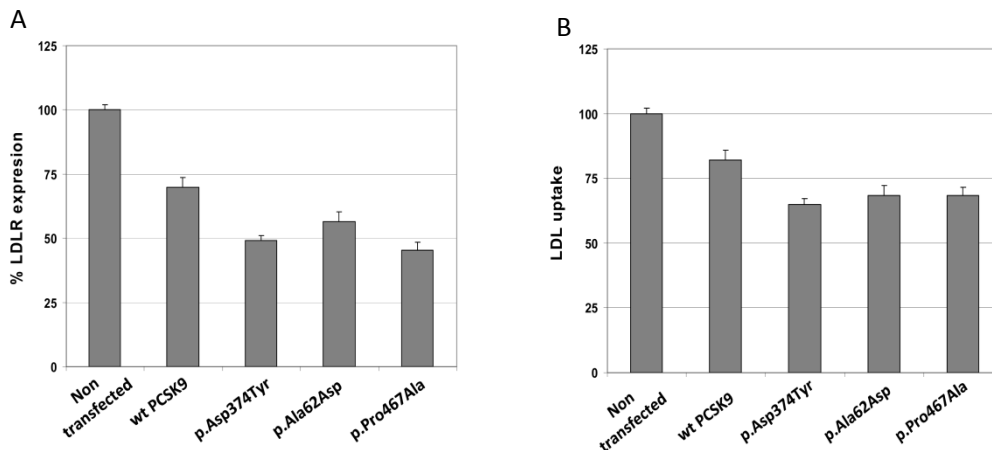 A
125
100
75
50
25
0
% LDLR expresion
Non
transfected
wt PCSK9
p.Asp374Tyr
p.Ala62Asp
p.Pro467Ala
B
125
100
75
50
25
0
LDL uptake
Non
transfected
wt PCSK9
p.Asp374Tyr
p.Ala62Asp
p.Pro467Ala